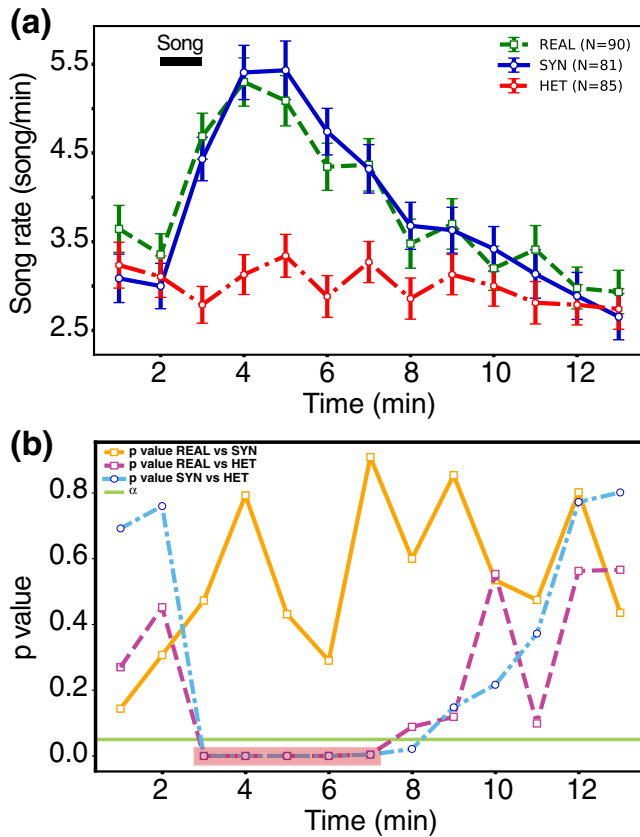 (a)
Song
REAL (N=90)
SYN (N=81)
HET (N=85)
Song rate (song/min)
5.5
4.5
3.5
2.5
2 4 6 8 10 12
Time (min)
(b)
p value REAL vs SYN
p value REAL vs HET
p value SYN vs HET
α
p value
0.8
0.6
0.4
0.2
0.0
2 4 6 8 10 12
Time (min)